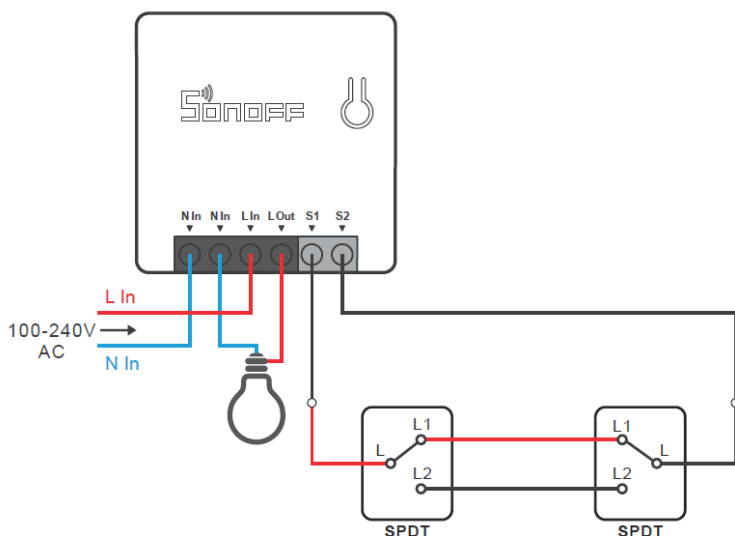 SONOFF
N In N In L In L Out S1 S2
L In
100-240V
AC
N In
L1 L1
L L
L2 L2
SPDT SPDT